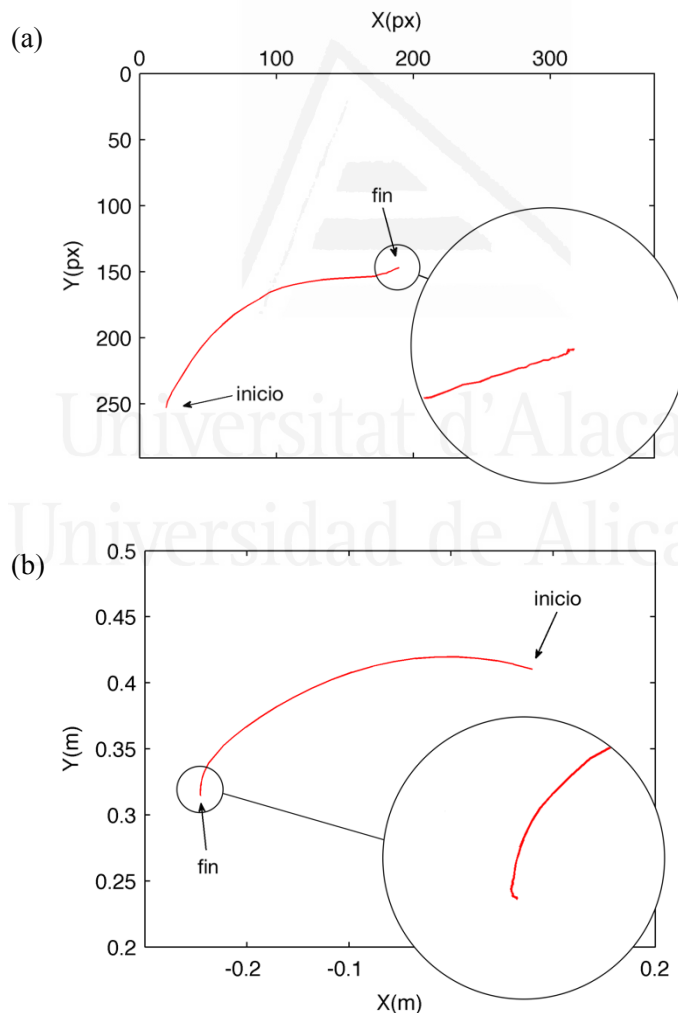 (a)
X(px)
0 100 200 300
0
50
100
150
200
250
Y(px)
fin
inicio
Universitat d'Alaca
Universidad de Alica
(b)
0.5
0.45
0.4
0.35
0.3
0.25
0.2
Y(m)
inicio
fin
-0.2 -0.1 0.2
X(m)